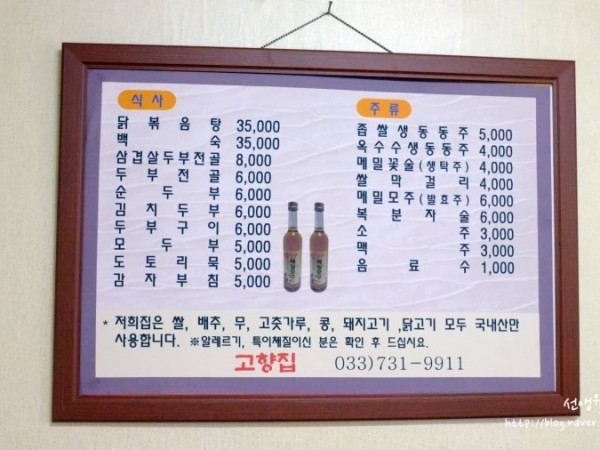 식사
닭볶음탕 35,000
백숙 35,000
삼겹살두부전골 8,000
두부전골 6,000
순두부 6,000
김치두부 6,000
두부구이 6,000
모두부 5,000
도토리묵 5,000
감자부침 5,000
주류
좁쌀생동동주 5,000
옥수수생동동주 4,000
메밀꽃술(생탁주) 4,000
쌀막걸리 4,000
메밀모주(발효주) 6,000
복분자술 6,000
소주 3,000
맥주 3,000
음료수 1,000
* 저희집은 쌀, 배추, 무, 고춧가루, 콩, 돼지고기 ,닭고기 모두 국내산만
사용합니다. ※알레르기, 특이체질이신 분은 확인 후 드십시요.
고향집 033)731-9911
http://blog.naver.